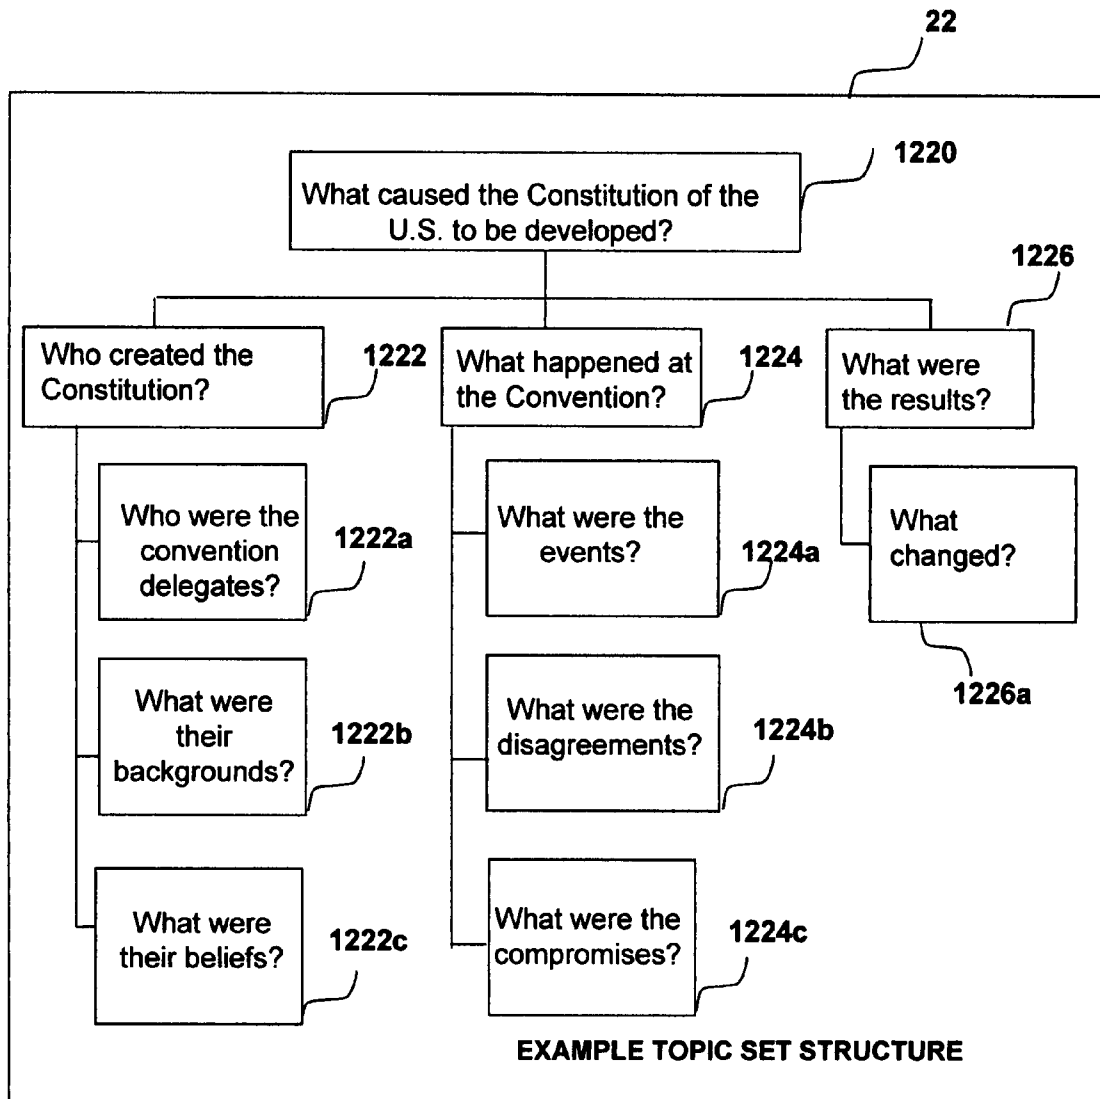 22
1220
What caused the Constitution of the
U.S. to be developed?
1226
Who created the
Constitution?
1222
What happened at
the Convention?
1224
What were
the results?
Who were the
convention
delegates?
1222a
What were the
events?
1224a
What
changed?
1226a
What were
their
backgrounds?
1222b
What were the
disagreements?
1224b
What were
their beliefs?
1222c
What were the
compromises?
1224c
EXAMPLE TOPIC SET STRUCTURE